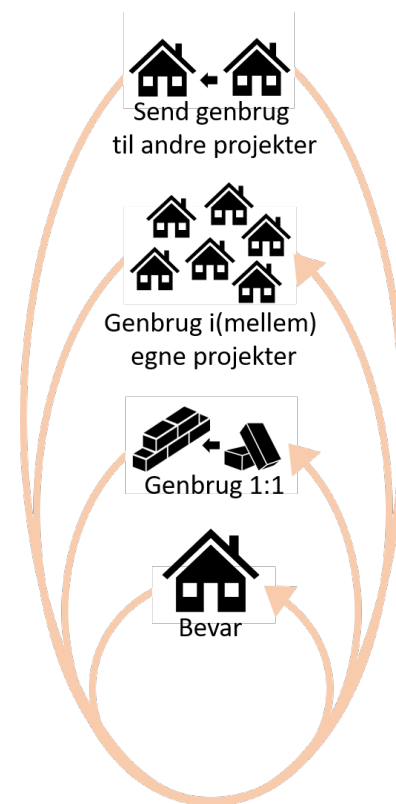 Send genbrug
til andre projekter
Genbrug i(mellem)
egne projekter
Genbrug 1:1
Bevar